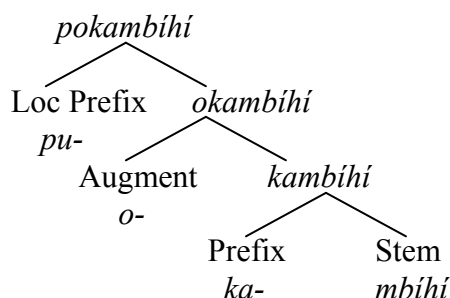 pokambíhí
Loc Prefix okambíhí
pu-
Augment kambíhí
o-
Prefix Stem
ka- mbíhí